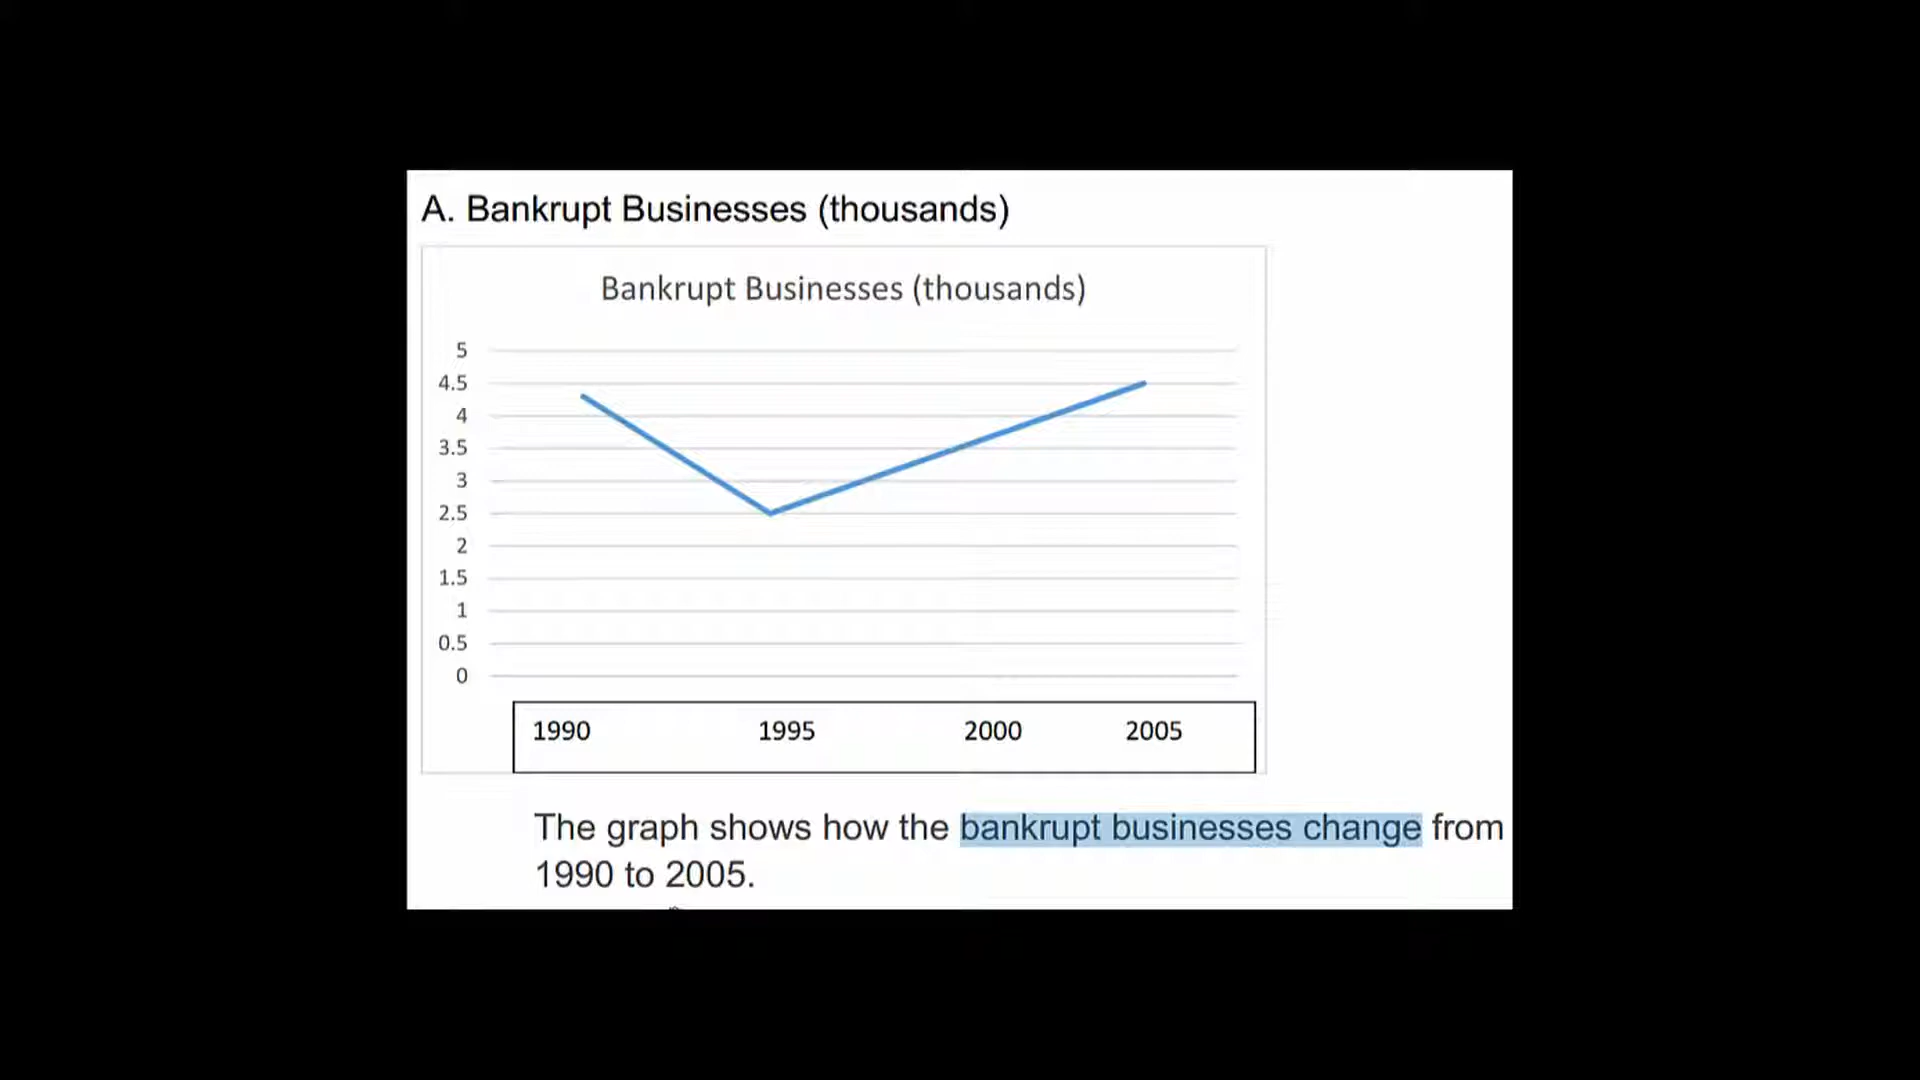 A. Bankrupt Businesses (thousands)
Bankrupt Businesses (thousands)
5
4.5
4
3.5
3
2.5
2
1.5
1
0.5
0
1990 1995 2000 2005
The graph shows how the bankrupt businesses change from
1990 to 2005.